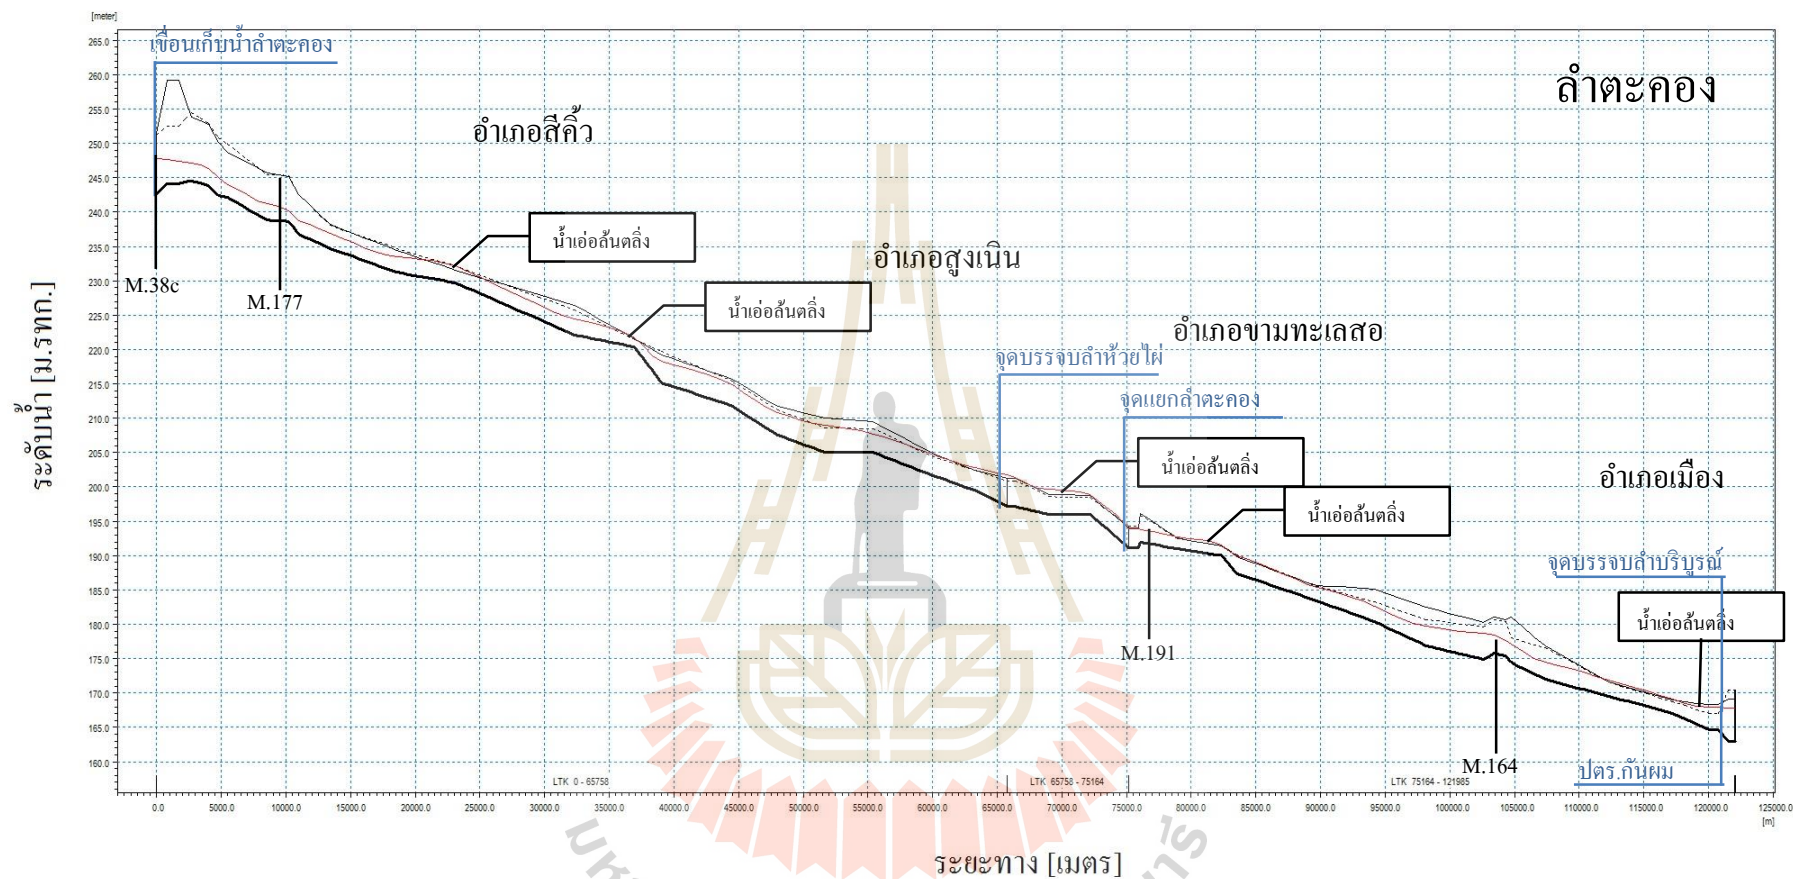 [meter]
265.0
เขื่อนเก็บน้ำลำตะคอง
260.0
ลำตะคอง
255.0
อำเภอสีคิ้ว
250.0
245.0
240.0
น้ำเอ่อล้นตลิ่ง
235.0
อำเภอสูงเนิน
M.38c
M.177
230.0
น้ำเอ่อล้นตลิ่ง
225.0
อำเภอขามทะเลสอ
220.0
จุดบรรจบลำห้วยไผ่
215.0
จุดแยกลำตะคอง
210.0
205.0
น้ำเอ่อล้นตลิ่ง
อำเภอเมือง
200.0
น้ำเอ่อล้นตลิ่ง
195.0
190.0
จุดบรรจบลำบริบูรณ์
185.0
น้ำเอ่อล้นตลิ่ง
180.0
M.191
175.0
170.0
165.0
M.164
160.0
ปตร.กันผม
LTK 0 - 65758
LTK 65758 - 75164
LTK 75164 - 121985
0.0 5000.0 10000.0 15000.0 20000.0 25000.0 30000.0 35000.0 40000.0 45000.0 50000.0 55000.0 60000.0 65000.0 70000.0 75000.0 80000.0 85000.0 90000.0 95000.0 100000.0 105000.0 110000.0 115000.0 120000.0 125000.0
[m]
ระดับน้ำ [ม.รทก.]
ระยะทาง [เมตร]